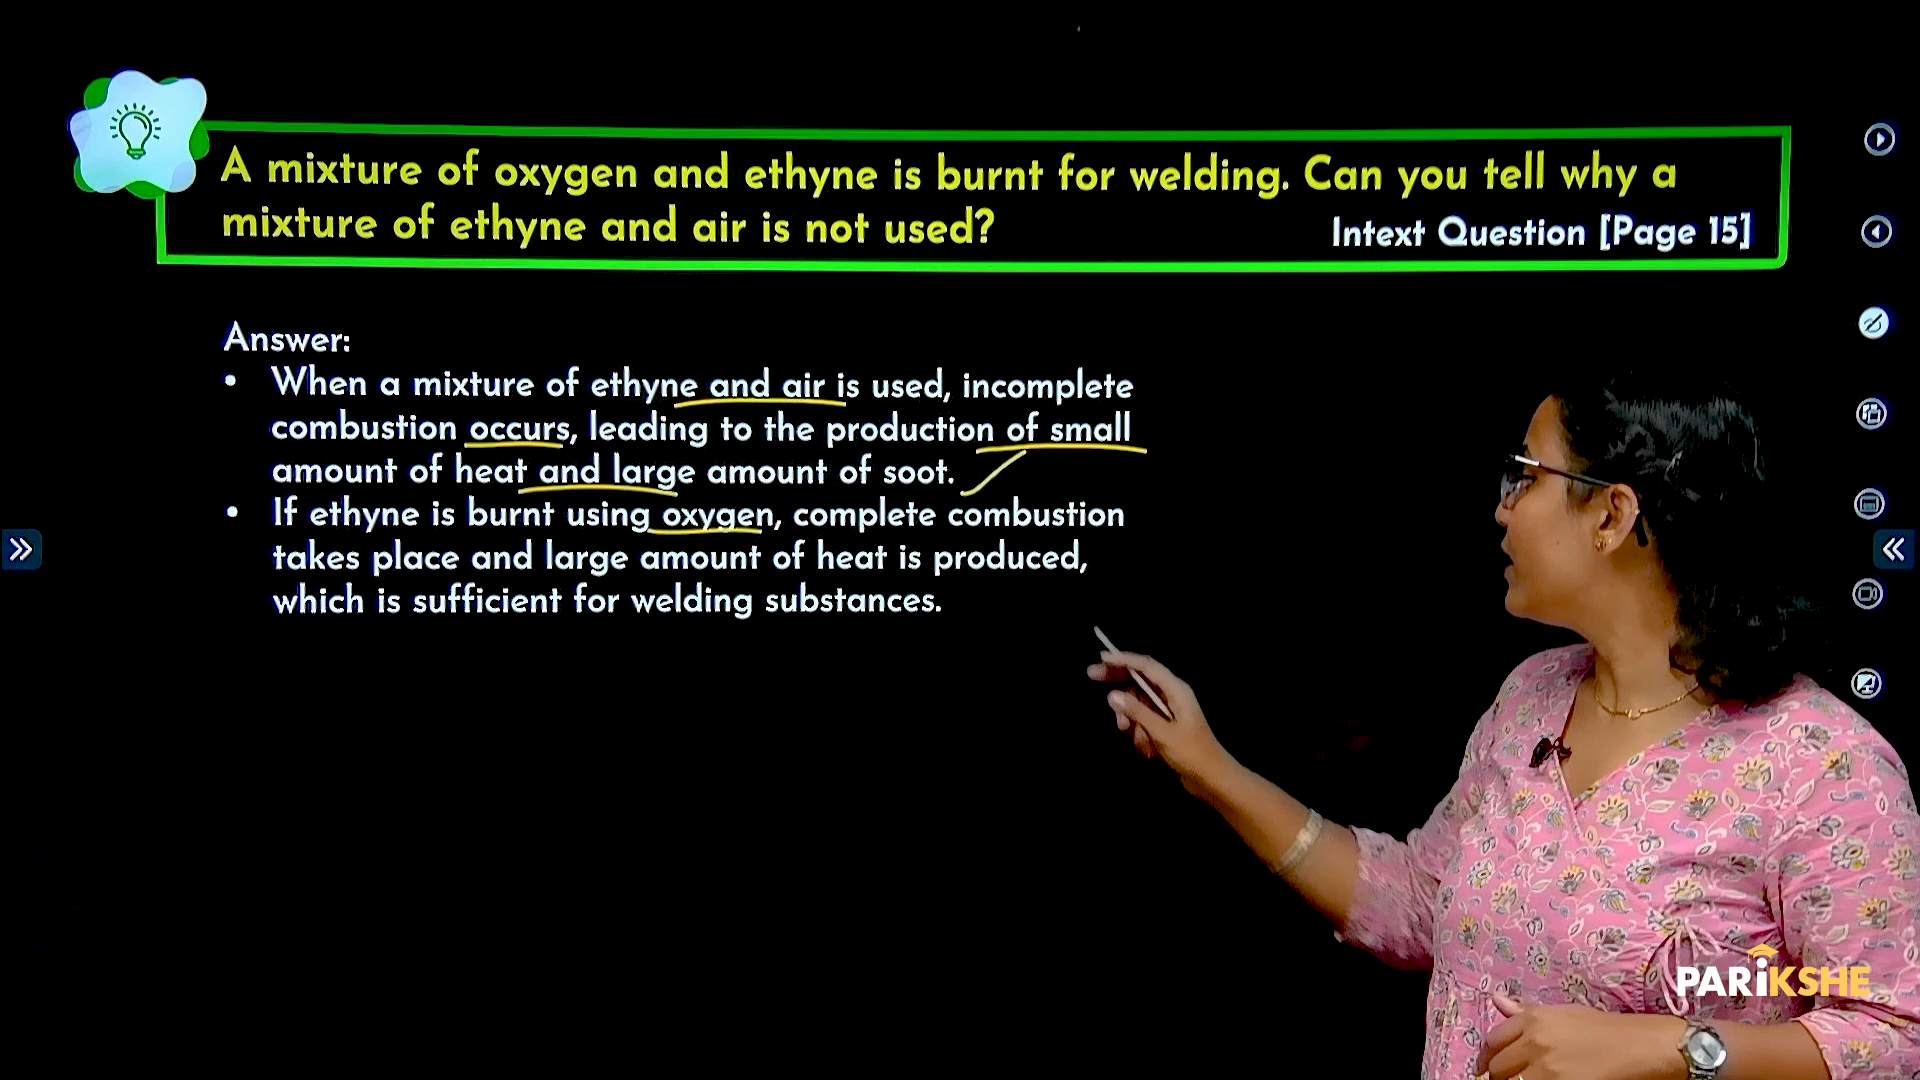 A mixture of oxygen and ethyne is burnt for welding. Can you tell why a
mixture of ethyne and air is not used?
Intext Question [Page 15]
Answer:
• When a mixture of ethyne and air is used, incomplete
combustion occurs, leading to the production of small
amount of heat and large amount of soot.
• If ethyne is burnt using oxygen, complete combustion
takes place and large amount of heat is produced,
which is sufficient for welding substances.
PARiKSHE